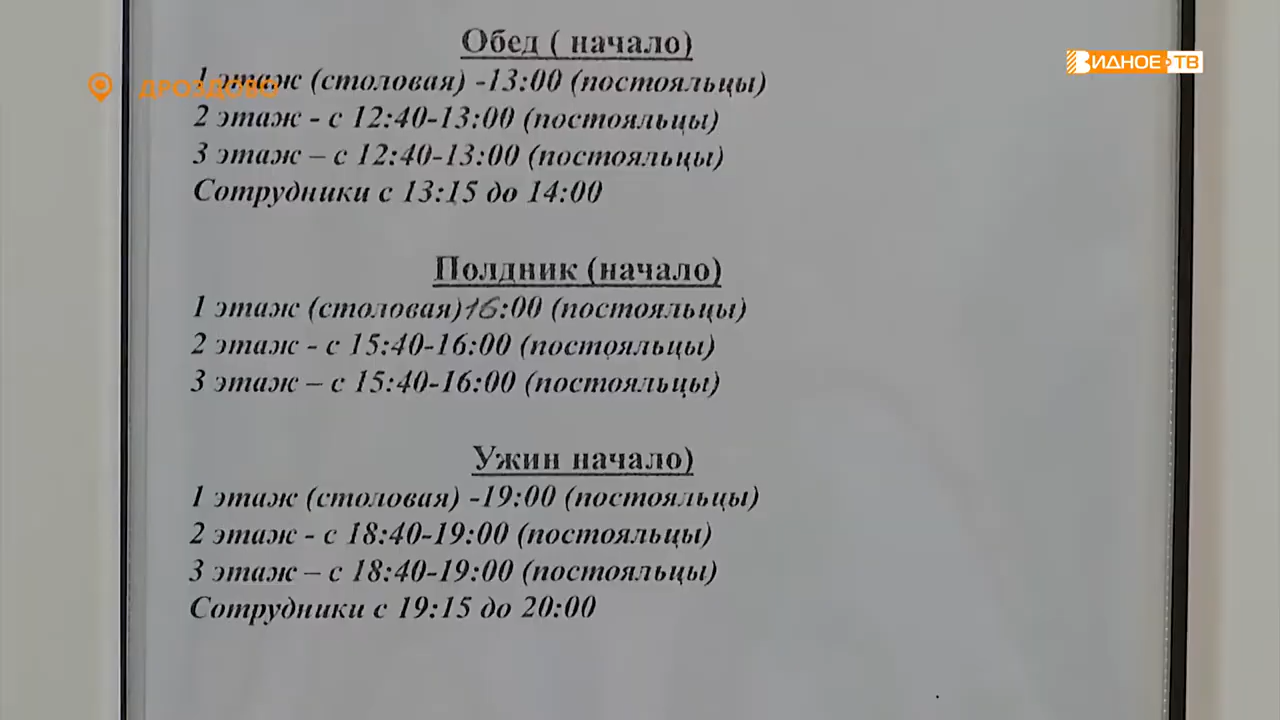 Обед ( начало)
ВИДНОЕ ТВ
1 этаж (столовая) -13:00 (постояльцы)
ДРОЗДОВО
2 этаж - с 12:40-13:00 (постояльцы)
3 этаж – с 12:40-13:00 (постояльцы)
Сотрудники с 13:15 до 14:00
Полдник (начало)
1 этаж (столовая)16:00 (постояльцы)
2 этаж - с 15:40-16:00 (постояльцы)
3 этаж – с 15:40-16:00 (постояльцы)
Ужин начало)
1 этаж (столовая) -19:00 (постояльцы)
2 этаж - с 18:40-19:00 (постояльцы)
3 этаж – с 18:40-19:00 (постояльцы)
Сотрудники с 19:15 до 20:00